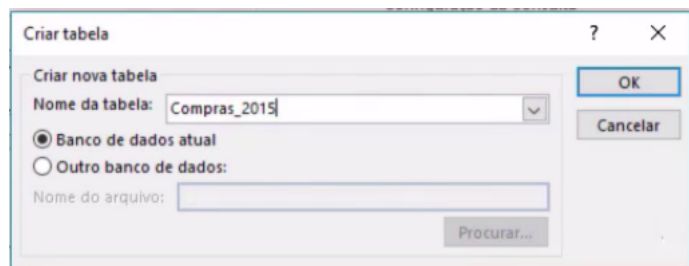 Criar tabela ? X
Criar nova tabela
OK
Nome da tabela: Compras_2015
Cancelar
Banco de dados atual
Outro banco de dados:
Nome do arquivo:
Procurar...